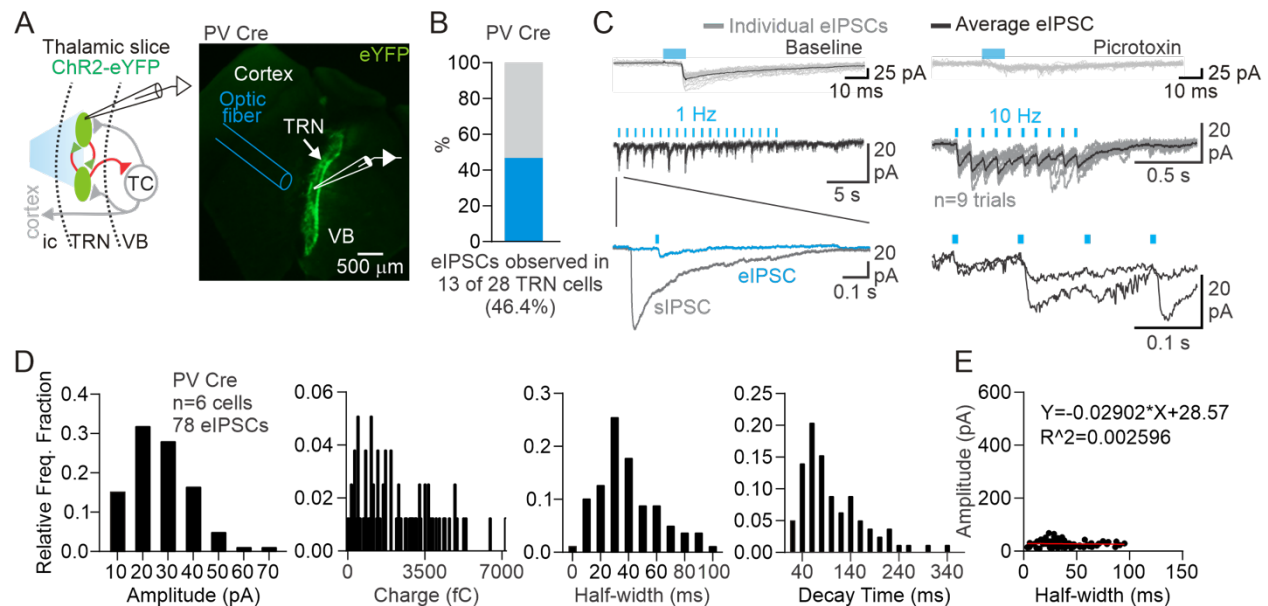 A
Thalamic slice
ChR2-eYFP
cortex
TC
ic
TRN
VB
PV Cre
eYFP
Cortex
Optic
fiber
TRN
VB
500 μm
B
PV Cre
%
100
80
60
40
20
0
eIPSCs observed in
13 of 28 TRN cells
(46.4%)
C
Individual eIPSCs
Average eIPSC
Baseline
25 pA
10 ms
Picrotoxin
25 pA
10 ms
1 Hz
20
pA
5 s
10 Hz
20
pA
0.5 s
n=9 trials
eIPSC
sIPSC
20
pA
0.1 s
20
pA
0.1 s
D
PV Cre
n=6 cells
78 eIPSCs
Relative Freq. Fraction
0.4
0.3
0.2
0.1
0.0
10 20 30 40 50 60 70
Amplitude (pA)
0.06
0.04
0.02
0.00
0 3500 7000
Charge (fC)
0.3
0.2
0.1
0.0
0 20 40 60 80 100
Half-width (ms)
0.25
0.20
0.15
0.10
0.05
0.00
40 140 240 340
Decay Time (ms)
E
Amplitude (pA)
600
400
200
0
Y=-0.02902*X+28.57
R^2=0.002596
0 50 100 150
Half-width (ms)